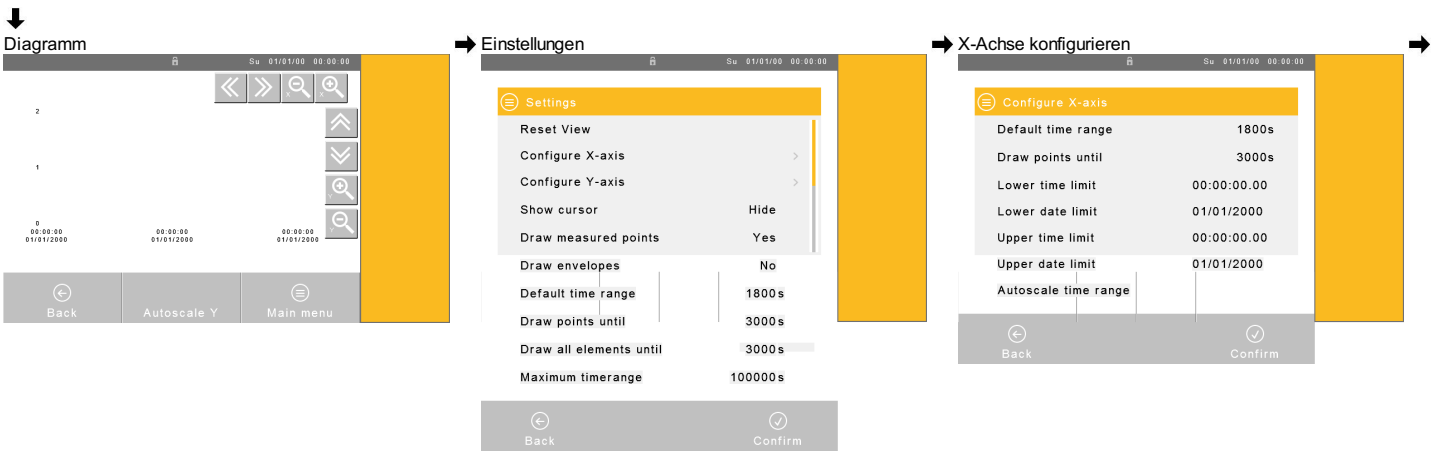 Diagramm
Su 01/01/00 00:00:00
X
X
2
1
0
Y
Y
00:00:00 00:00:00 00:00:00
01/01/2000 01/01/2000 01/01/2000
Back Autoscale Y Main menu
Einstellungen
Su 01/01/00 00:00:00
Settings
Reset View
Configure X-axis
Configure Y-axis
Show cursor Hide
Draw measured points Yes
Draw envelopes No
Default time range 1800s
Draw points until 3000s
Draw all elements until 3000s
Maximum timerange 100000s
Back Confirm
X-Achse konfigurieren
Su 01/01/00 00:00:00
Configure X-axis
Default time range 1800s
Draw points until 3000s
Lower time limit 00:00:00.00
Lower date limit 01/01/2000
Upper time limit 00:00:00.00
Upper date limit 01/01/2000
Autoscale time range
Back Confirm